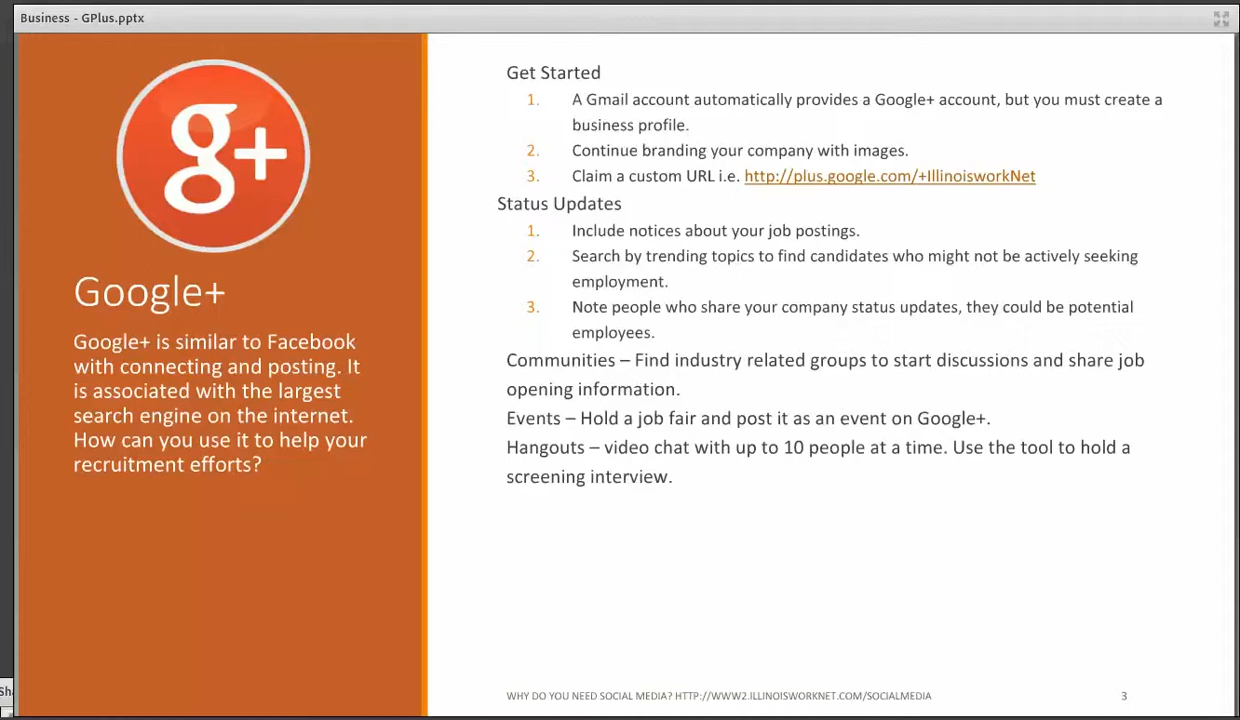 Business - GPlus.pptx
g+
Google+
Google+ is similar to Facebook
with connecting and posting. It
is associated with the largest
search engine on the internet.
How can you use it to help your
recruitment efforts?
Get Started
1. A Gmail account automatically provides a Google+ account, but you must create a
business profile.
2. Continue branding your company with images.
3. Claim a custom URL i.e. http://plus.google.com/+IllinoisworkNet
Status Updates
1. Include notices about your job postings.
2. Search by trending topics to find candidates who might not be actively seeking
employment.
3. Note people who share your company status updates, they could be potential
employees.
Communities – Find industry related groups to start discussions and share job
opening information.
Events – Hold a job fair and post it as an event on Google+.
Hangouts – video chat with up to 10 people at a time. Use the tool to hold a
screening interview.
WHY DO YOU NEED SOCIAL MEDIA? HTTP://WWW2.ILLINOISWORKNET.COM/SOCIALMEDIA 3